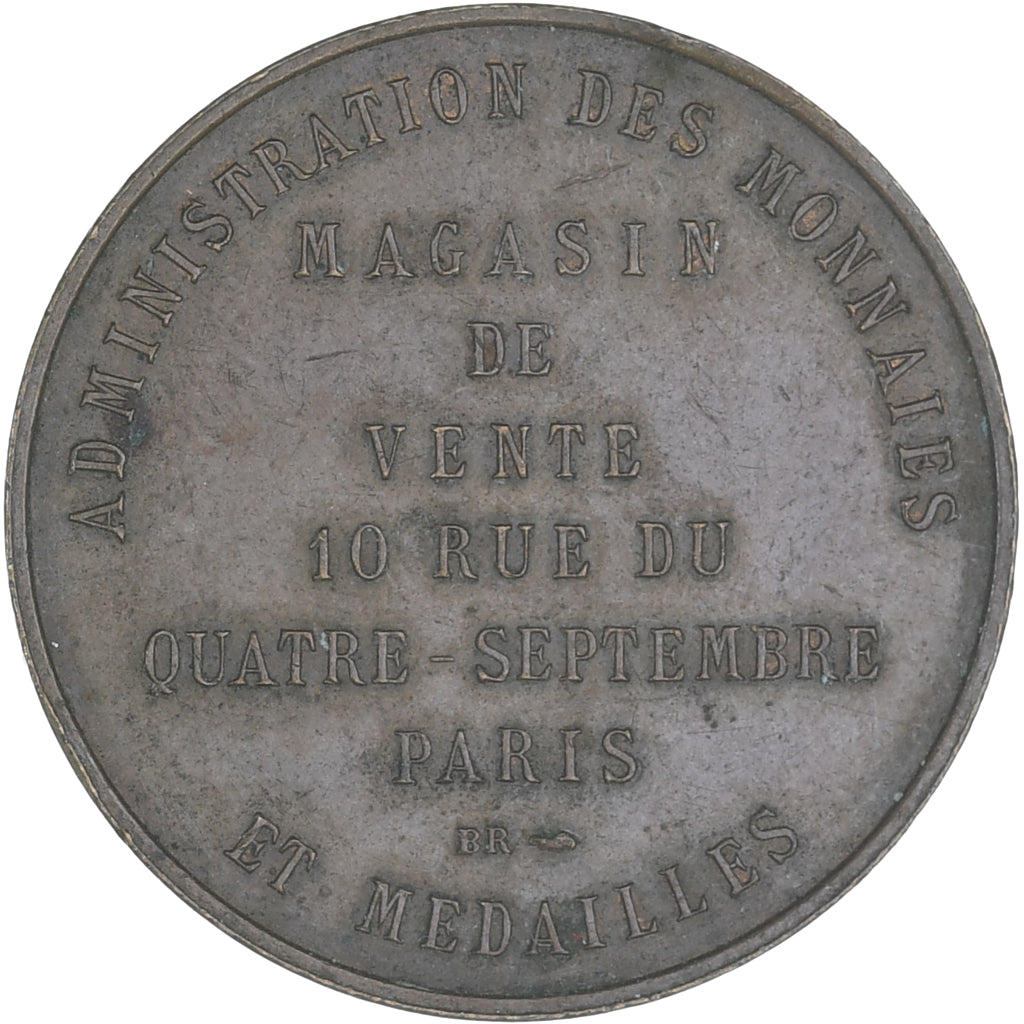 ADMINISTRATION DES MONNAIES
MAGASIN
DE
VENTE
10 RUE DU
QUATRE-SEPTEMBRE
PARIS
BR
ET MEDAILLES